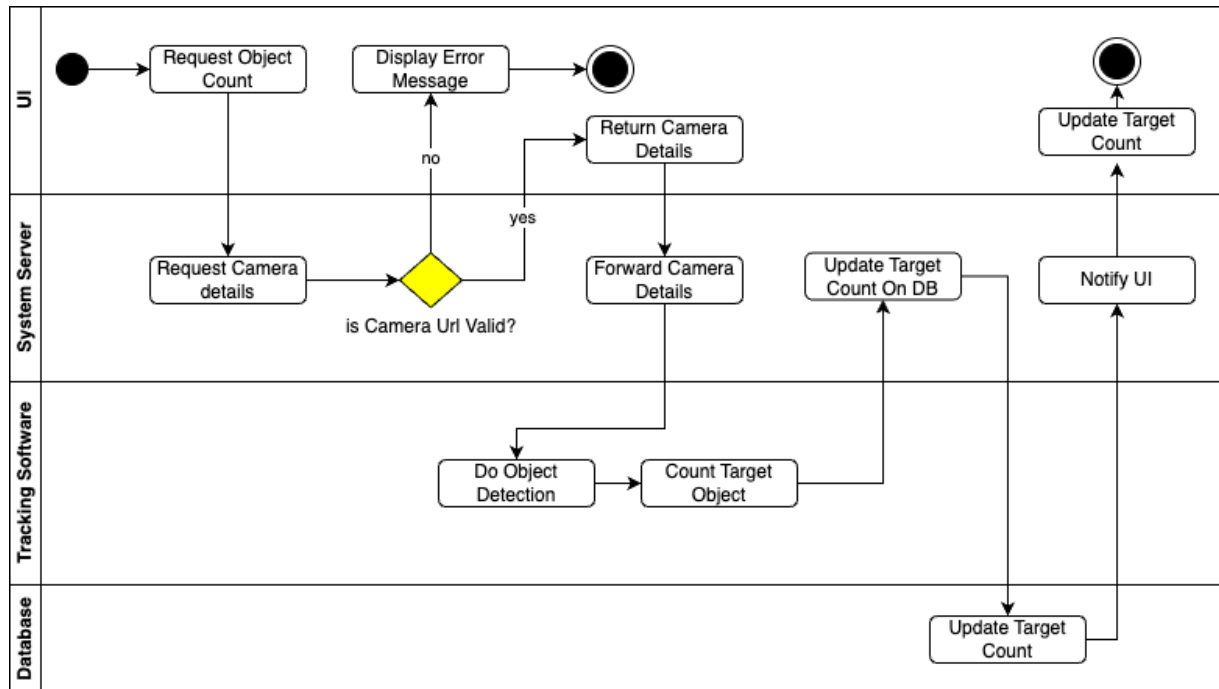 UI
Request Object
Count
Display Error
Message
Return Camera
Details
Update Target
Count
no
yes
System Server
Request Camera
details
is Camera Url Valid?
Forward Camera
Details
Update Target
Count On DB
Notify UI
Tracking Software
Do Object
Detection
Count Target
Object
Database
Update Target
Count